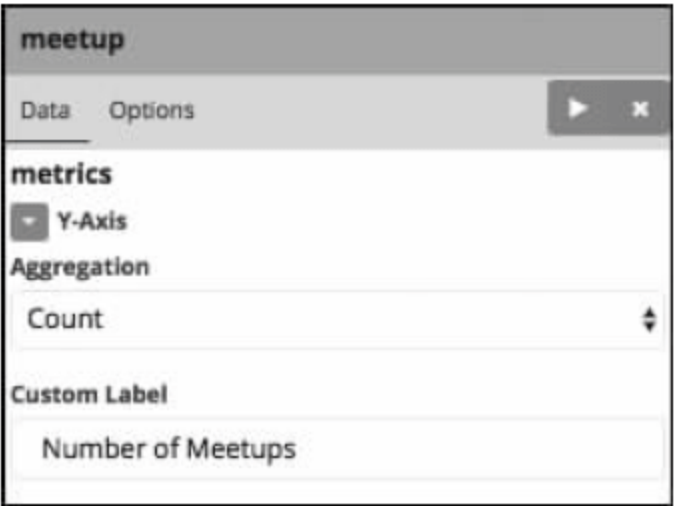 meetup
Data Options
metrics
Y-Axis
Aggregation
Count
Custom Label
Number of Meetups